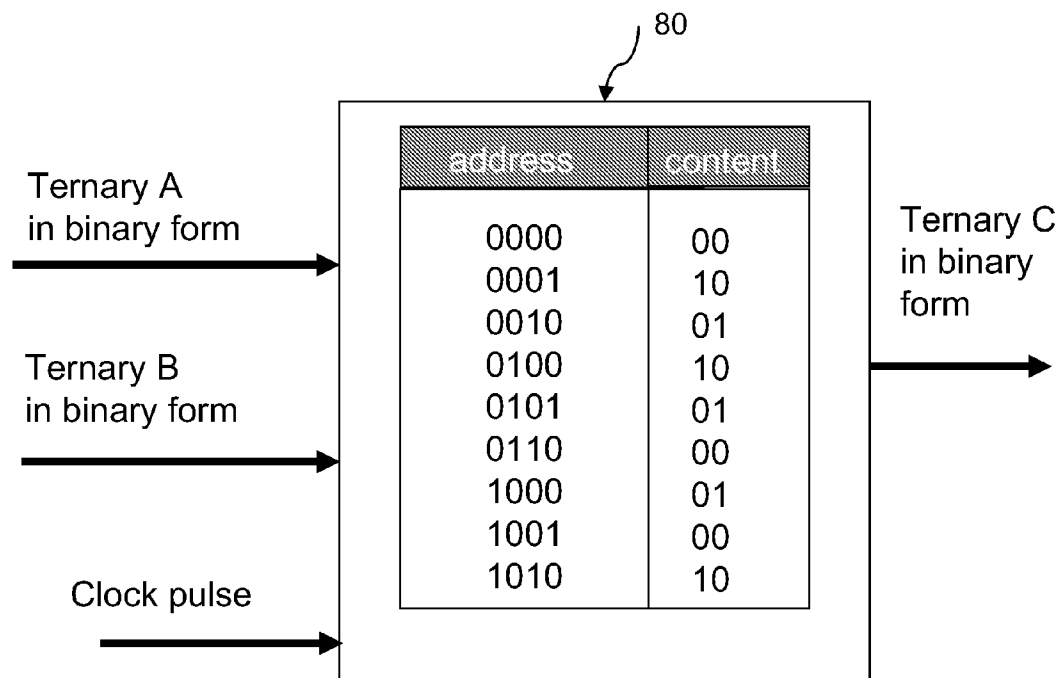 80
address content
Ternary A
in binary form
Ternary B
in binary form
Clock pulse
0000 00
0001 10
0010 01
0100 10
0101 01
0110 00
1000 01
1001 00
1010 10
Ternary C
in binary
form